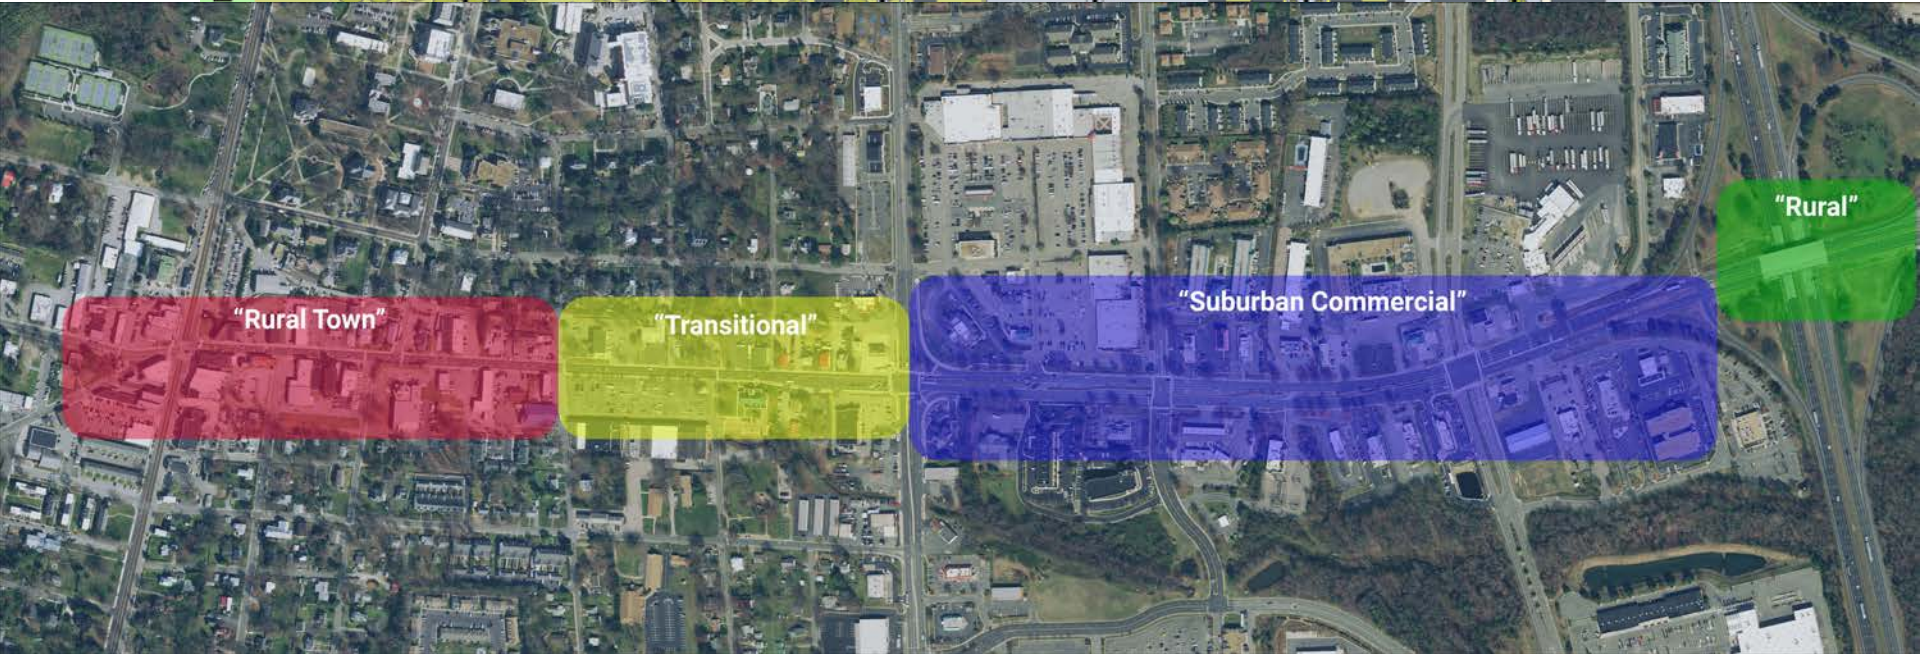 “Rural Town”
“Transitional”
“Suburban Commercial”
“Rural”